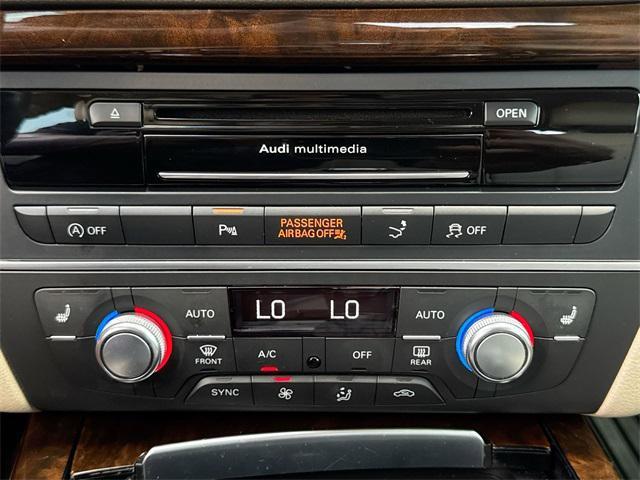 OPEN
Audi multimedia
OFF P PASSENGER AIRBAG OFF OFF
AUTO LO LO AUTO
FRONT A/C OFF REAR
SYNC